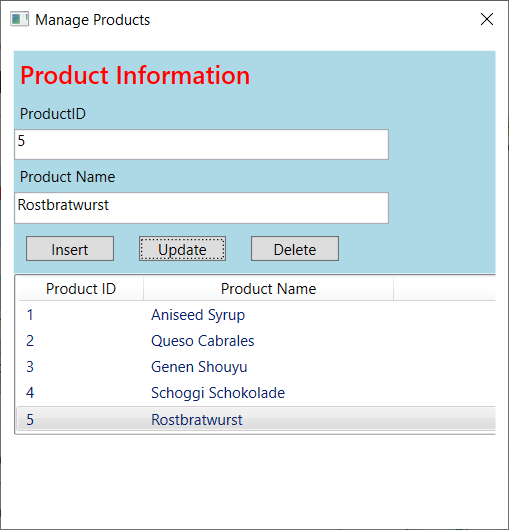 Manage Products
Product Information
ProductID
5
Product Name
Rostbratwurst
Insert Update Delete
Product ID Product Name
1 Aniseed Syrup
2 Queso Cabrales
3 Genen Shouyu
4 Schoggi Schokolade
5 Rostbratwurst